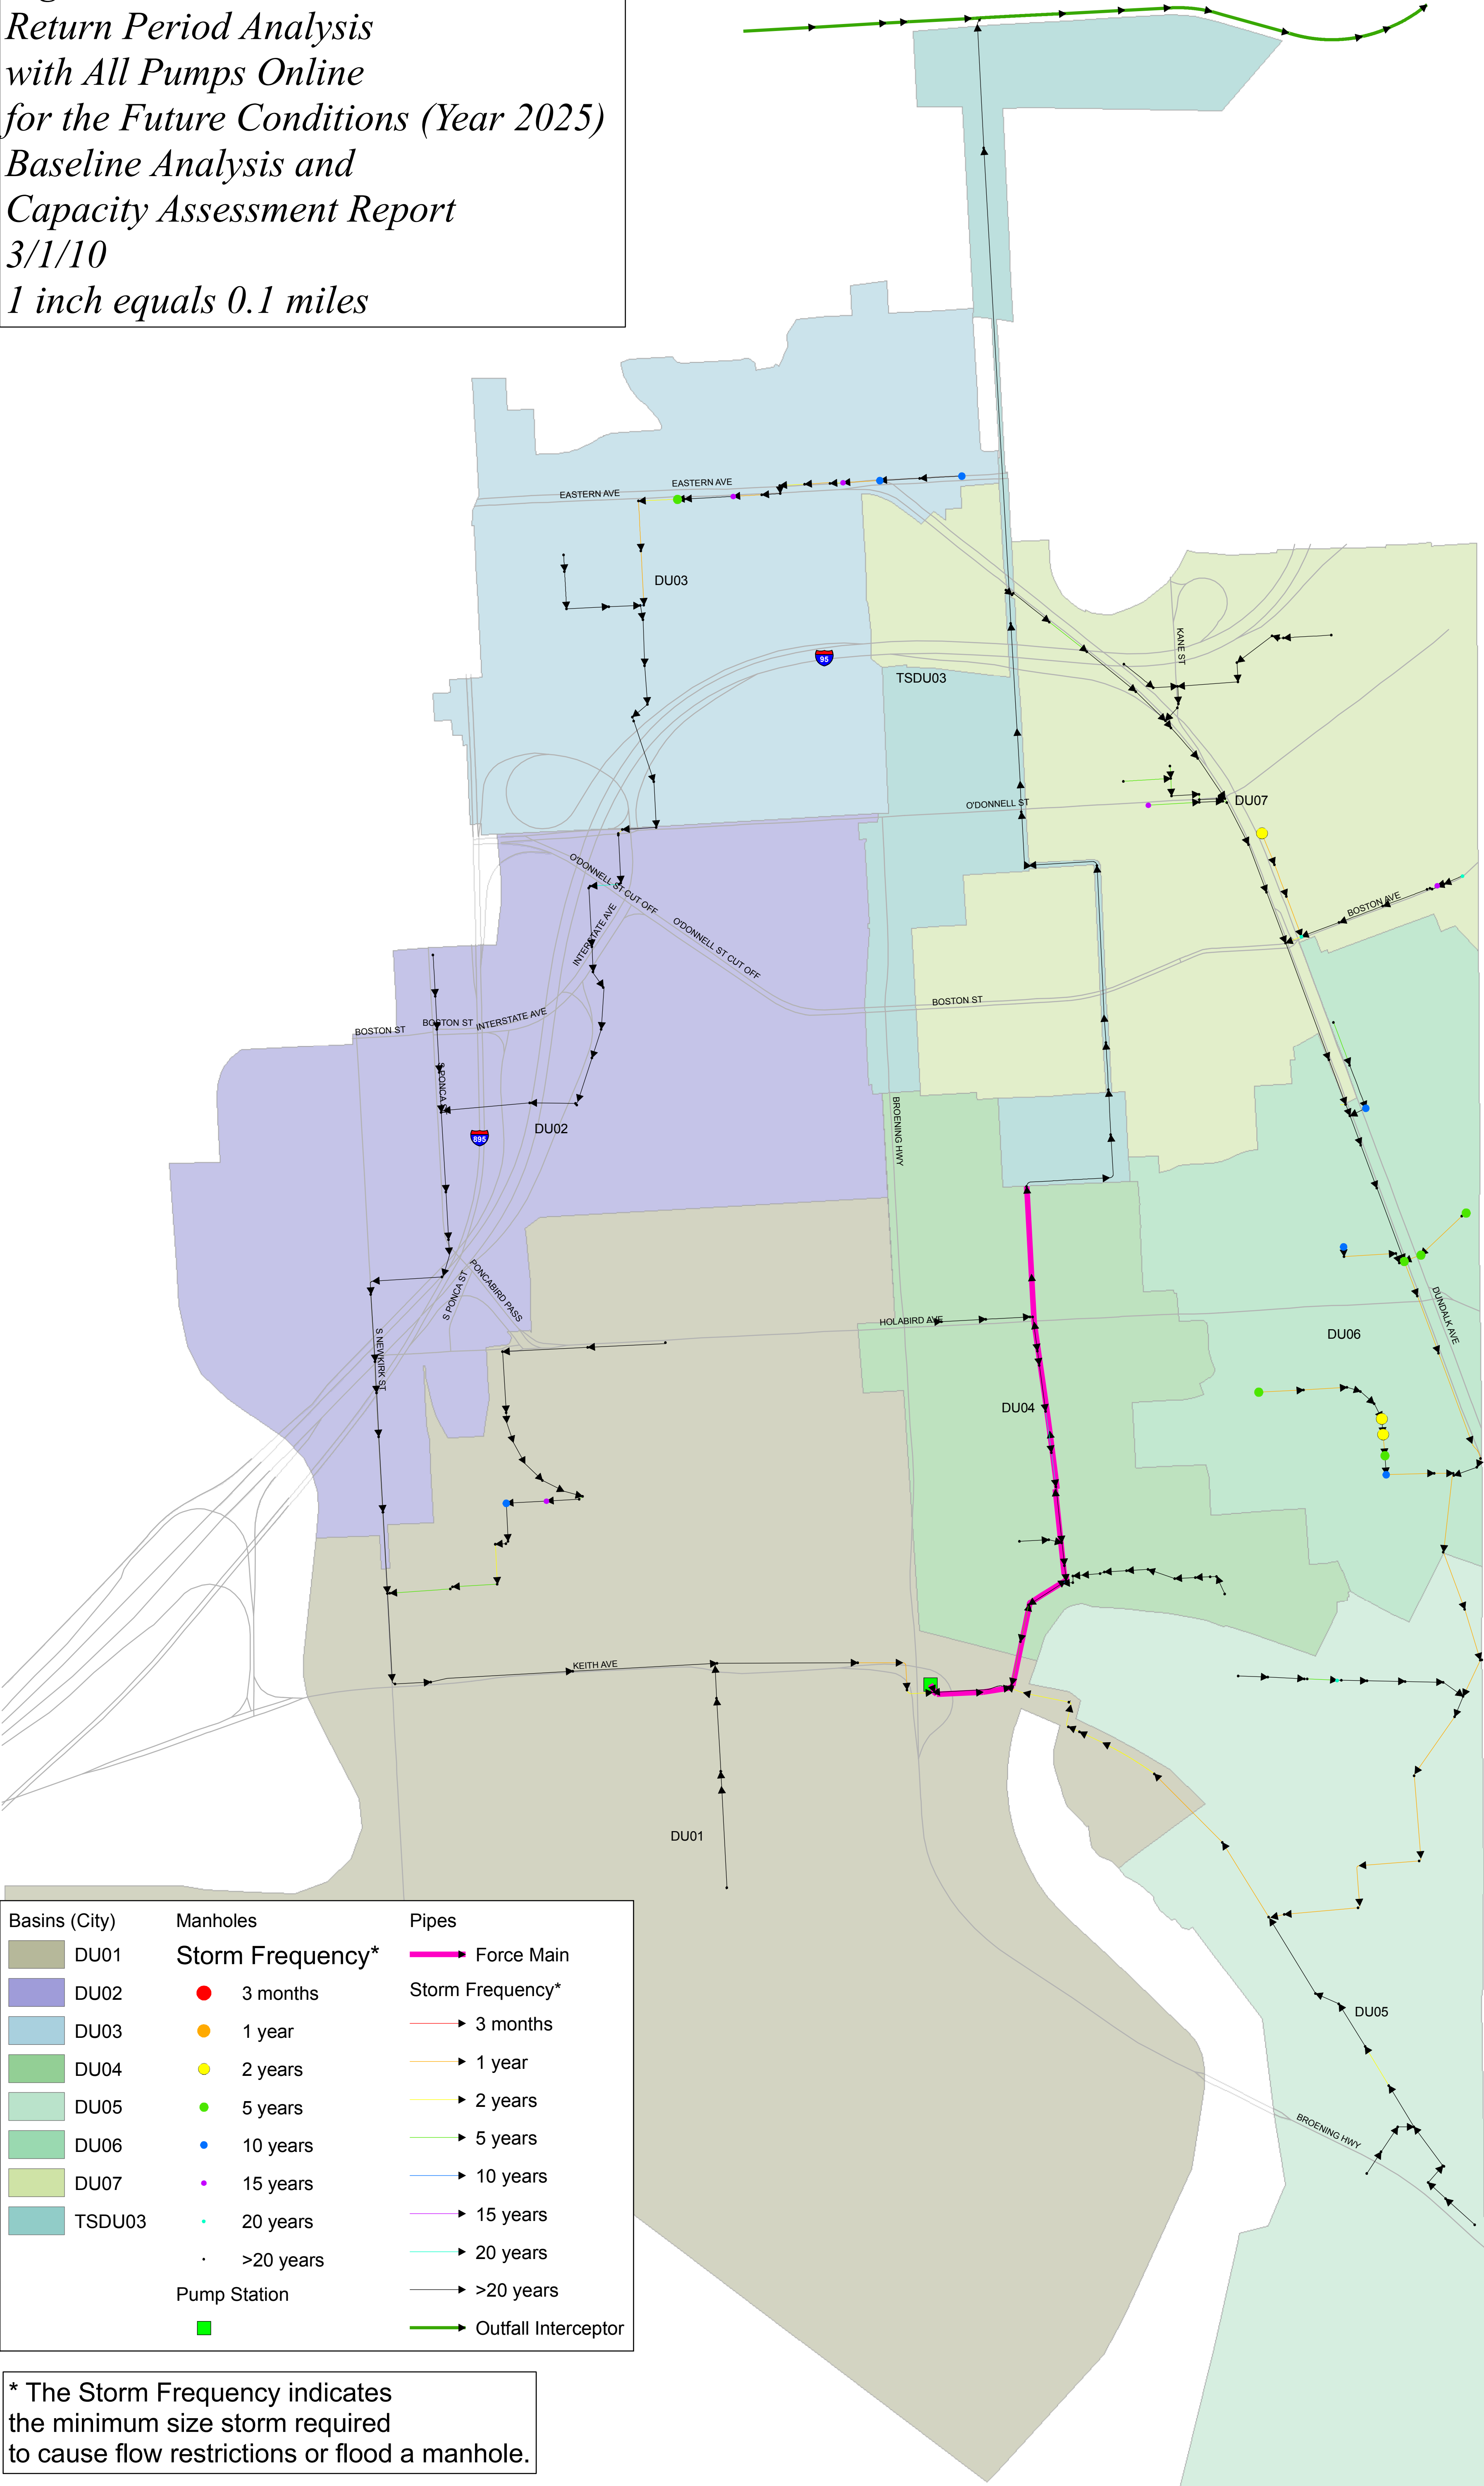 Return Period Analysis
with All Pumps Online
for the Future Conditions (Year 2025)
Baseline Analysis and
Capacity Assessment Report
3/1/10
1 inch equals 0.1 miles
EASTERN AVE
EASTERN AVE
DU03
95
KANE ST
TSDU03
O'DONNELL ST
DU07
O'DONNELL ST CUT OFF
INTERSTATE AVE
O'DONNELL ST CUT OFF
BOSTON AVE
BOSTON ST
BOSTON ST
BOSTON ST
INTERSTATE AVE
S PONCA ST
DU02
895
BROENING HWY
PONCABIRD PASS
S PONCA ST
HOLABIRD AVE
DUNDALK AVE
DU06
S NEWKIRK ST
DU04
KEITH AVE
DU01
DU05
BROENING HWY
Basins (City)
DU01
DU02
DU03
DU04
DU05
DU06
DU07
TSDU03
Manholes
Storm Frequency*
3 months
1 year
2 years
5 years
10 years
15 years
20 years
>20 years
Pump Station
Pipes
Force Main
Storm Frequency*
3 months
1 year
2 years
5 years
10 years
15 years
20 years
>20 years
Outfall Interceptor
* The Storm Frequency indicates
the minimum size storm required
to cause flow restrictions or flood a manhole.